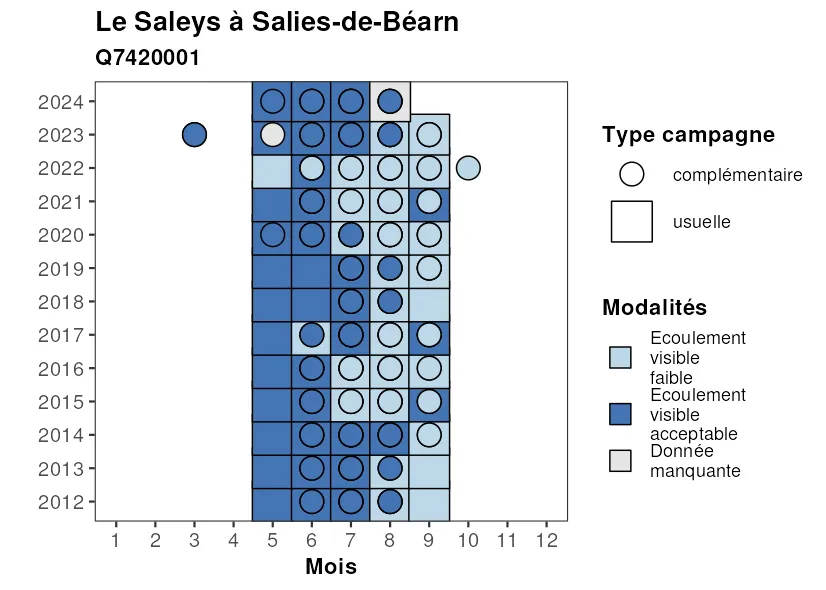 Le Saleys à Salies-de-Béarn
Q7420001
2024
2023
2022
2021
2020
2019
2018
2017
2016
2015
2014
2013
2012
1 2 3 4 5 6 7 8 9 10 11 12
Mois
Type campagne
complémentaire
usuelle
Modalités
Ecoulement
visible
faible
Ecoulement
visible
acceptable
Donnée
manquante